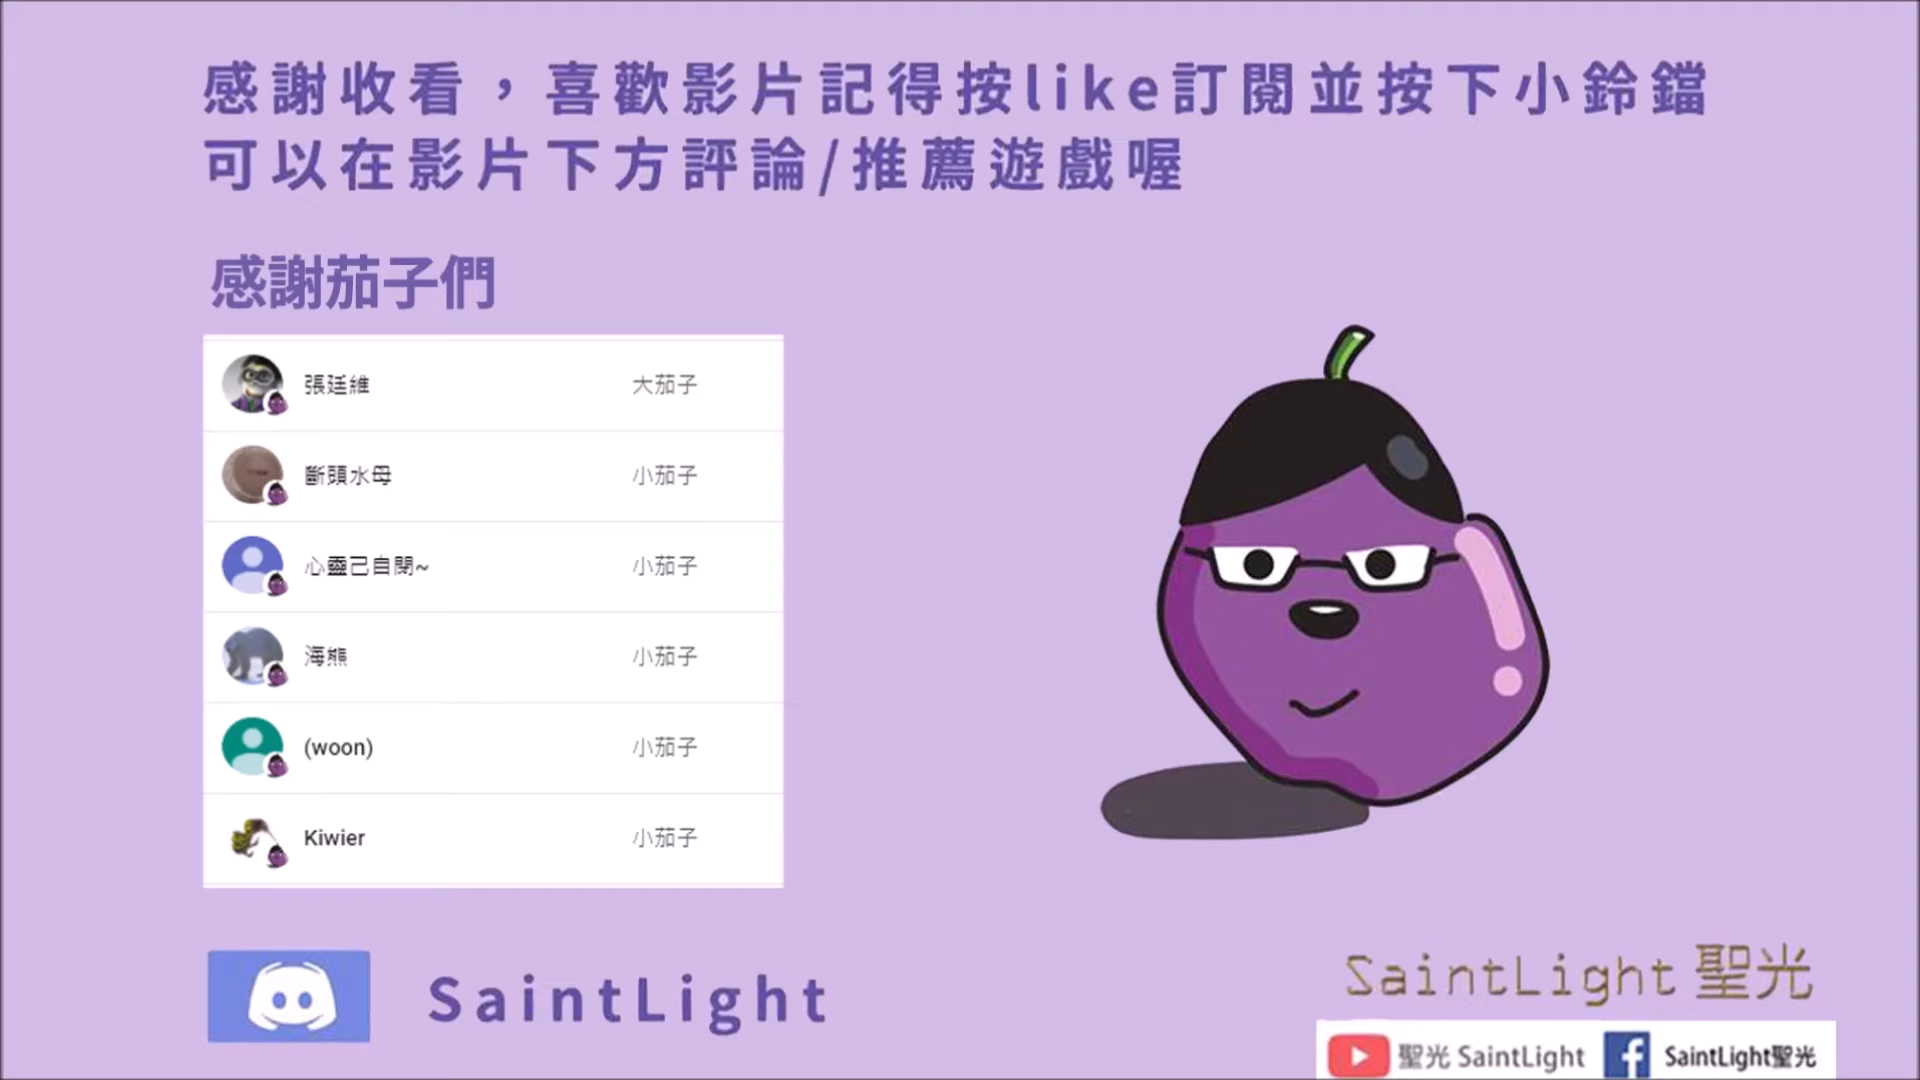 感謝收看，喜歡影片記得按like訂閱並按下小鈴鐺
可以在影片下方評論/推薦遊戲喔
感謝茄子們
張廷維 大茄子
斷頭水母 小茄子
心靈己自閉~ 小茄子
海熊 小茄子
(woon) 小茄子
Kiwier 小茄子
SaintLight
SaintLight 聖光
聖光 SaintLight
SaintLight聖光